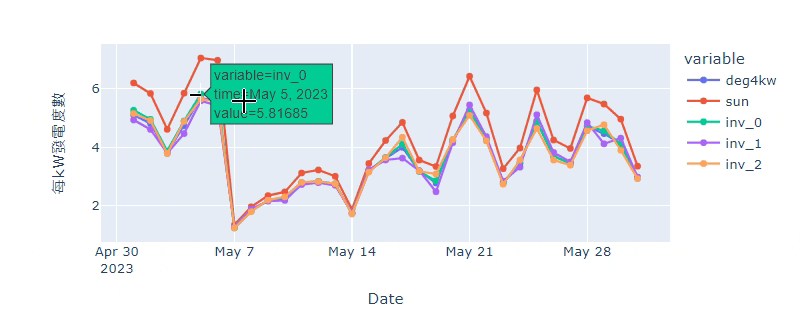 variable
deg4kw
sun
inv_0
inv_1
inv_2
variable=inv_0
time=May 5, 2023
value=5.81685
每kW發電度數
6
4
2
Apr 30
2023
May 7
May 14
May 21
May 28
Date